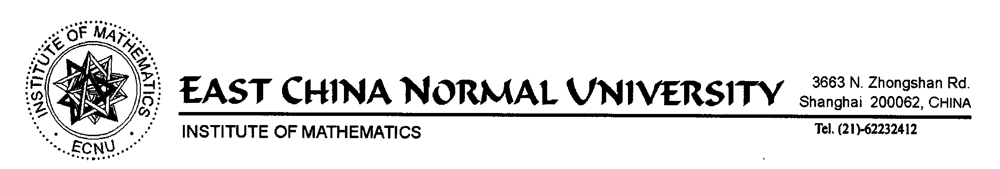 INSTITUTE OF MATHEMATICS
· ECNU ·
EAST CHINA NORMAL UNIVERSITY
3663 N. Zhongshan Rd.
Shanghai 200062, CHINA
INSTITUTE OF MATHEMATICS
Tel. (21)-62232412